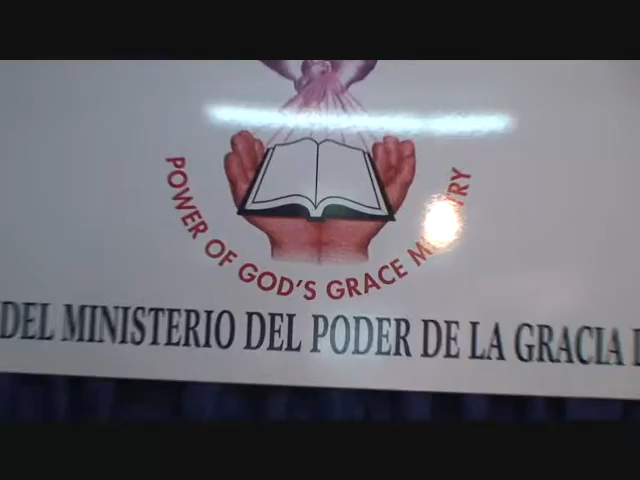 POWER OF GOD'S GRACE
DEL MINISTERIO DEL PODER DE LA GRACIA